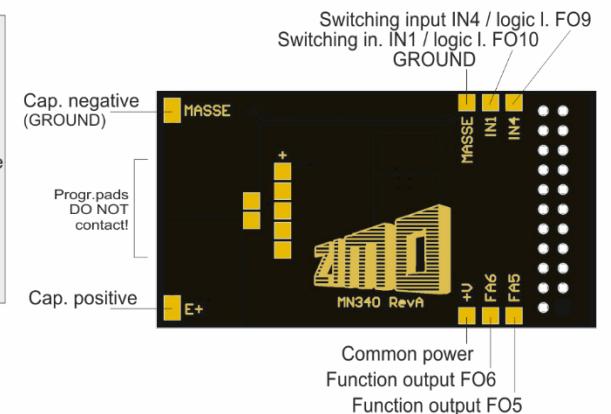 Switching input IN4 / logic l. FO9
Switching in. IN1 / logic l. FO10
GROUND
Cap. negative
(GROUND)
MASSE
MASSE
IN1
IN4
e
+
Progr.pads
DO NOT
contact!
ZIMO
MN340 RevA
Cap. positive
E+
+V
FA6
FA5
Common power
Function output FO6
Function output FO5